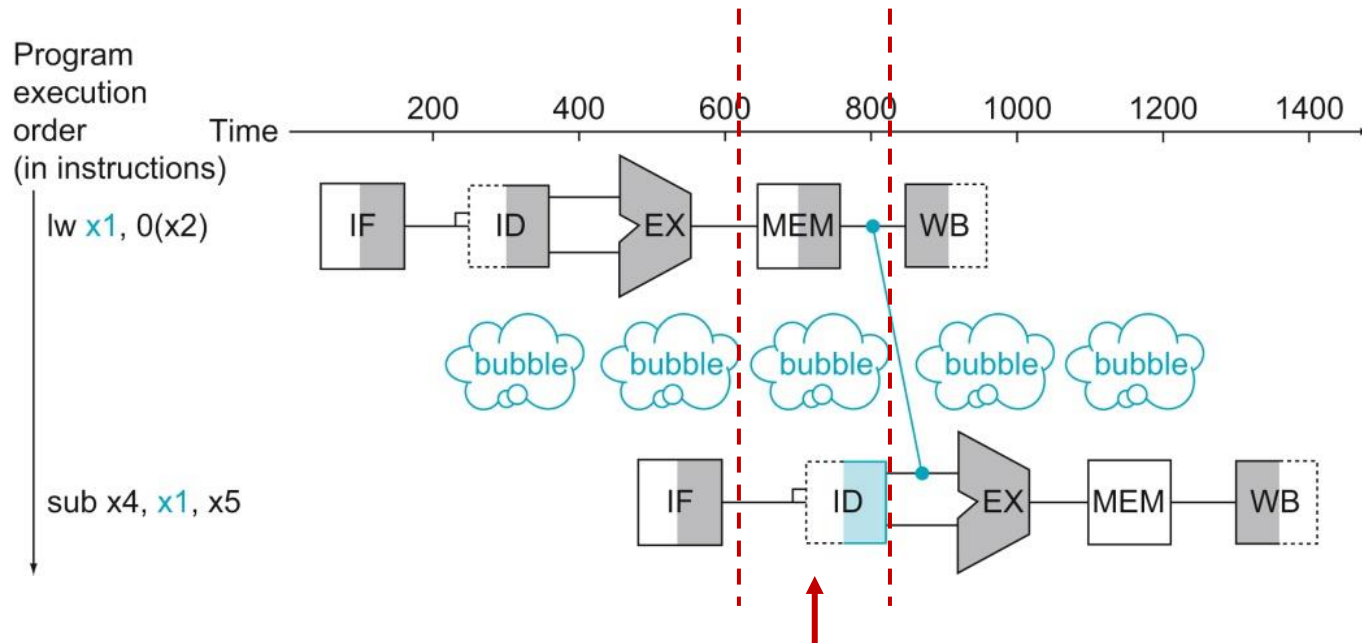 Program
execution
order
(in instructions)
Time
200 400 600 800 1000 1200 1400
lw x1, 0(x2)
IF ID EX MEM WB
bubble bubble bubble bubble bubble
sub x4, x1, x5
IF ID EX MEM WB